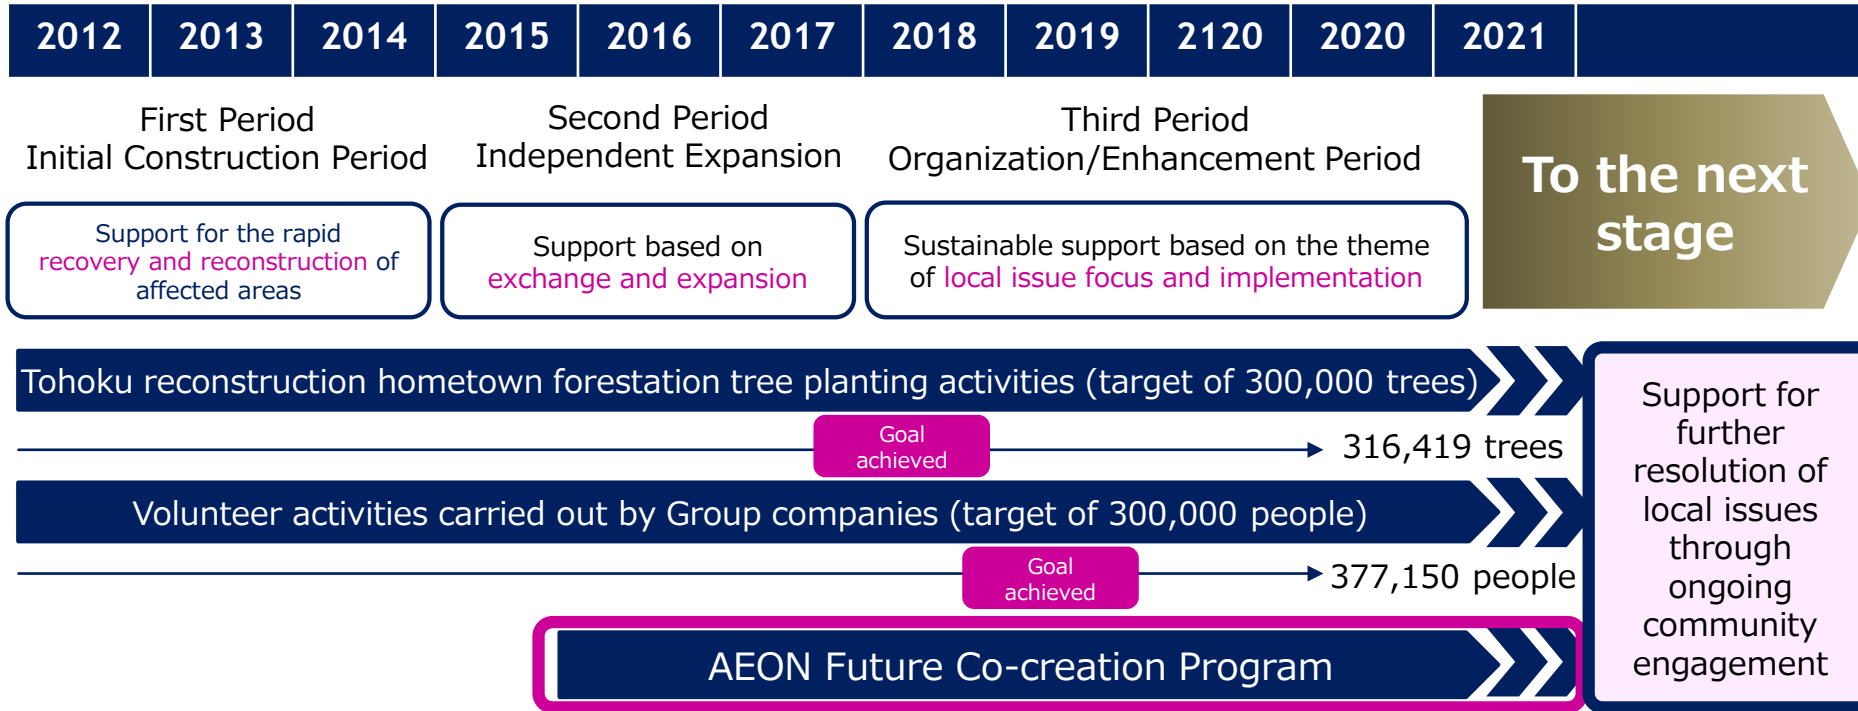 2012 2013 2014 2015 2016 2017 2018 2019 2120 2020 2021
First Period
Initial Construction Period
Second Period
Independent Expansion
Third Period
Organization/Enhancement Period
To the next
stage
Support for the rapid
recovery and reconstruction of
affected areas
Support based on
exchange and expansion
Sustainable support based on the theme
of local issue focus and implementation
Tohoku reconstruction hometown forestation tree planting activities (target of 300,000 trees)
Goal
achieved
316,419 trees
Volunteer activities carried out by Group companies (target of 300,000 people)
Goal
achieved
377,150 people
AEON Future Co-creation Program
Support for
further
resolution of
local issues
through
ongoing
community
engagement